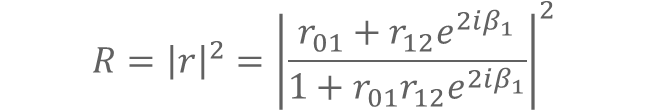 $R = |r|^2 = \left| \frac{r_{01} + r_{12} e^{2i\beta_1}}{1 + r_{01} r_{12} e^{2i\beta_1}} \right|^2$